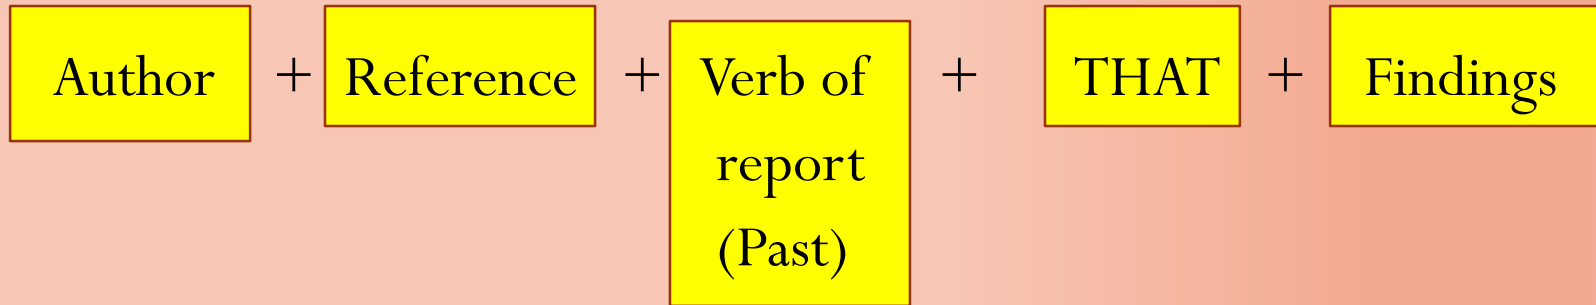 Author + Reference + Verb of + THAT + Findings
report
(Past)